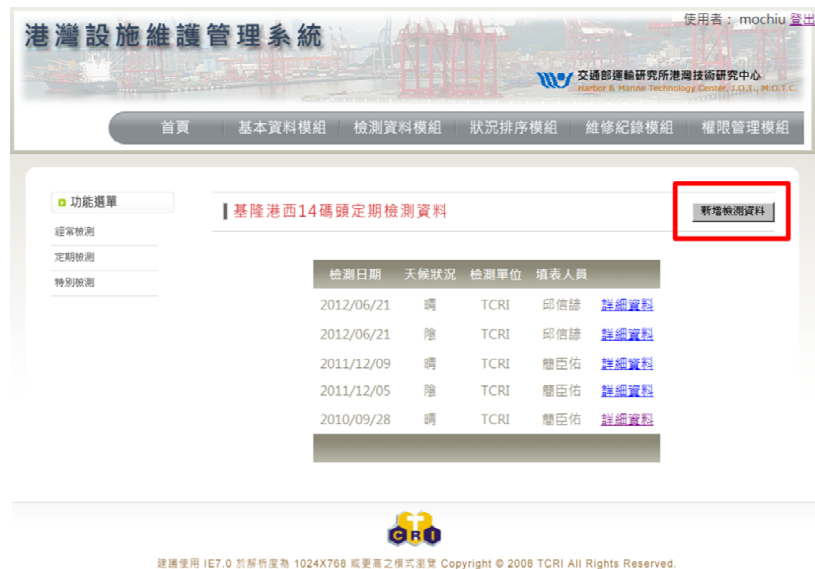 使用者： mochiu 登出
港灣設施維護管理系統
交通部運輸研究所港灣技術研究中心
Harbor & Marine Technology Center, I.O.T., M.O.T.C.
首頁 基本資料模組 檢測資料模組 狀況排序模組 維修紀錄模組 權限管理模組
功能選單
經常檢測
定期檢測
特別檢測
基隆港西14碼頭定期檢測資料
新增檢測資料
檢測日期 天候狀況 檢測單位 填表人員
2012/06/21 晴 TCRI 邱信諺 詳細資料
2012/06/21 陰 TCRI 邱信諺 詳細資料
2011/12/09 晴 TCRI 簡臣佑 詳細資料
2011/12/05 陰 TCRI 簡臣佑 詳細資料
2010/09/28 晴 TCRI 簡臣佑 詳細資料
CRI
建議使用 IE7.0 於解析度為 1024X768 或更高之模式瀏覽 Copyright © 2008 TCRI All Rights Reserved.